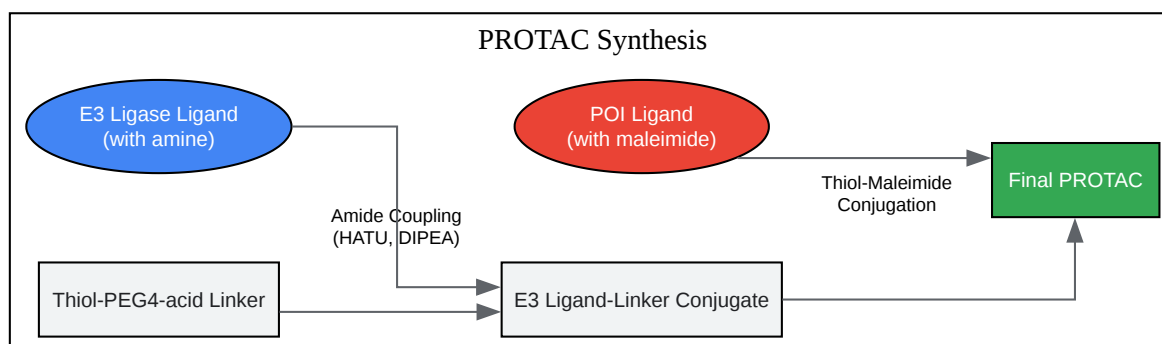 PROTAC Synthesis
E3 Ligase Ligand
(with amine)
POI Ligand
(with maleimide)
Final PROTAC
Thiol-Maleimide
Conjugation
Amide Coupling
(HATU, DIPEA)
Thiol-PEG4-acid Linker
E3 Ligand-Linker Conjugate